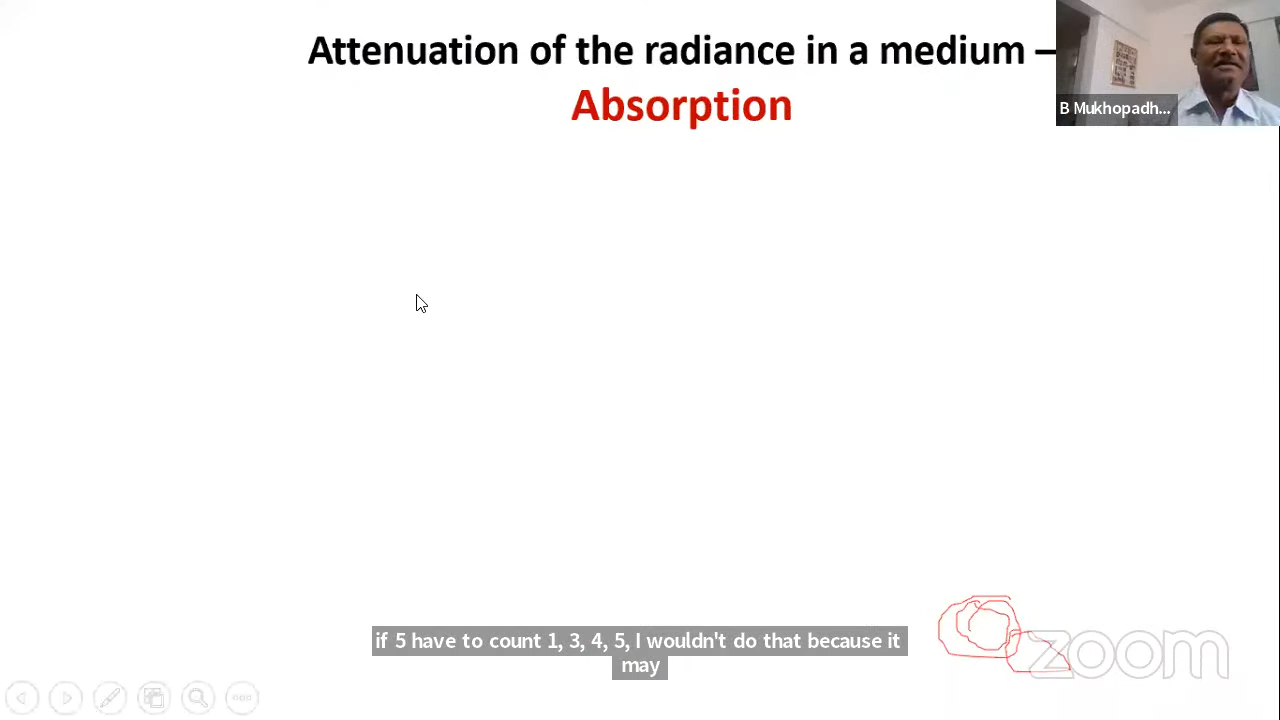 Attenuation of the radiance in a medium –
Absorption
B Mukhopadh...
if 5 have to count 1, 3, 4, 5, I wouldn't do that because it
may
zoom